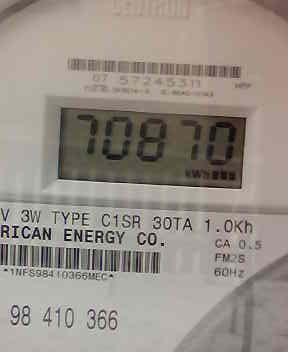 CENTRON
07 57245311
70870
kWh
V 3W TYPE C1SR 30TA 1.0Kh
RICAN ENERGY CO.
CA 0.5
FM2S
*1NFS98410366MEC*
60Hz
98 410 366